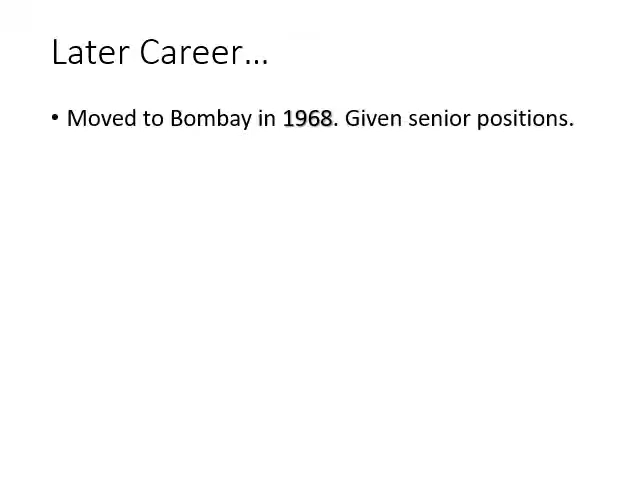 Later Career…
• Moved to Bombay in 1968. Given senior positions.